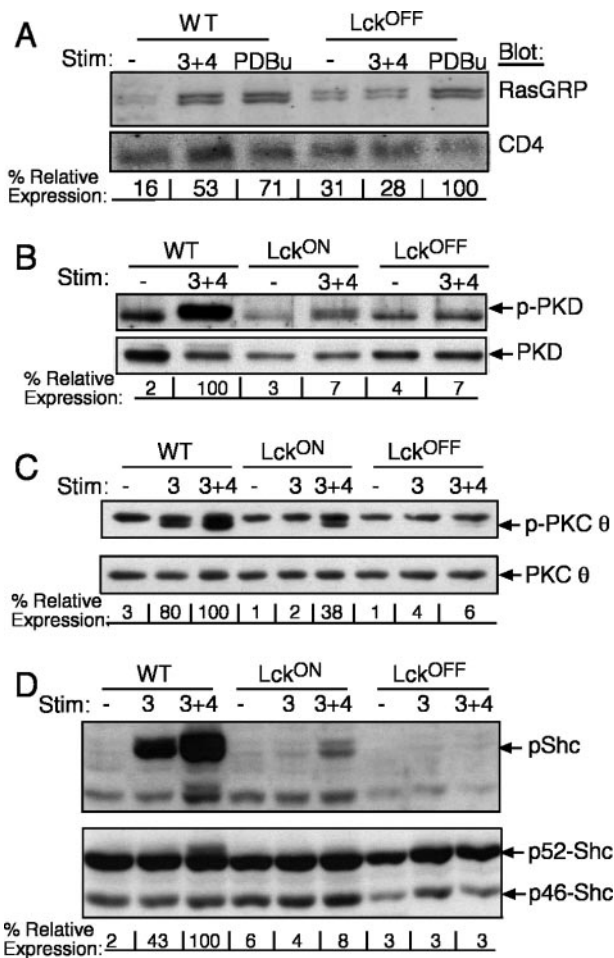 A
WT LckOFF
Stim: - 3+4 PDBu - 3+4 PDBu Blot:
RasGRP
CD4
% Relative
Expression: 16 53 71 31 28 100
B
WT LckON LckOFF
Stim: - 3+4 - 3+4 - 3+4
p-PKD
PKD
% Relative
Expression: 2 100 3 7 4 7
C
WT LckON LckOFF
Stim: - 3 3+4 - 3 3+4 - 3 3+4
p-PKC θ
PKC θ
% Relative
Expression: 3 80 100 1 2 38 1 4 6
D
WT LckON LckOFF
Stim: - 3 3+4 - 3 3+4 - 3 3+4
pShc
p52-Shc
p46-Shc
% Relative
Expression: 2 43 100 6 4 8 3 3 3